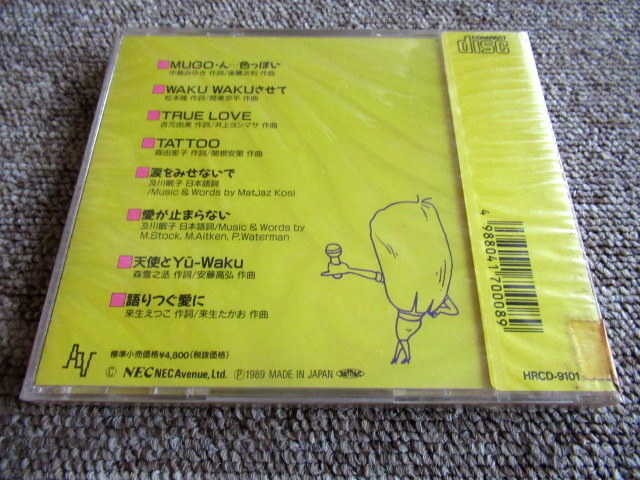 COMPACT
disc
MUGO・ん…色っぽい
中島みゆき 作詞/後藤次利 作曲
WAKU WAKUさせて
松本隆 作詞/筒美京平 作曲
TRUE LOVE
吉元由美 作詞/井上ヨシマサ 作曲
TATTOO
森由里子 作詞/関根安里 作曲
涙をみせないで
及川眠子 日本語詞
/Music & Words by MatJaz Kosi
愛が止まらない
及川眠子 日本語詞/Music & Words by
M.Stock, M.Aitken, P.Waterman
天使とYū-Waku
森雪之丞 作詞/安藤高弘 作曲
語りつぐ愛に
来生えつこ 作詞/来生たかお 作曲
標準小売価格¥4,800(税抜価格)
© NEC NEC Avenue, Ltd. Ⓟ1989 MADE IN JAPAN
4988041700089
HRCD-9101